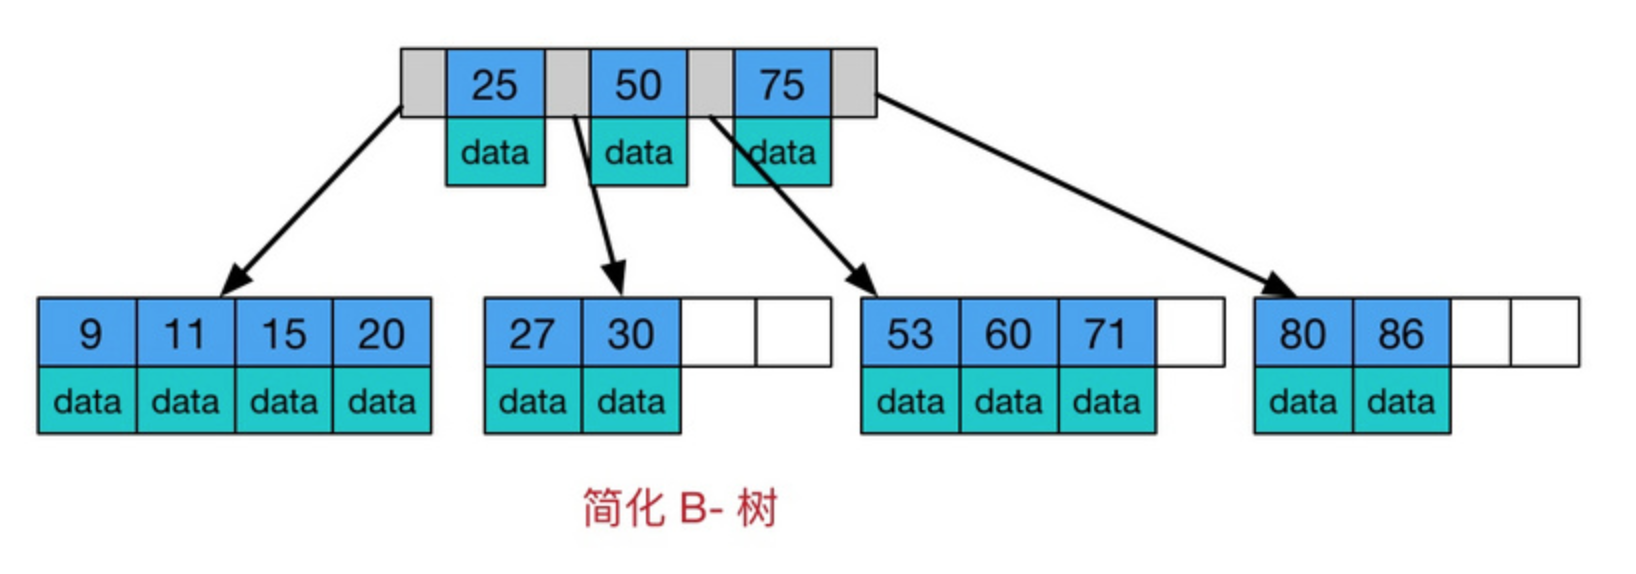 25 50 75
data data data
9 11 15 20 27 30 53 60 71 80 86
data data data data data data data data data data data
简化 B- 树